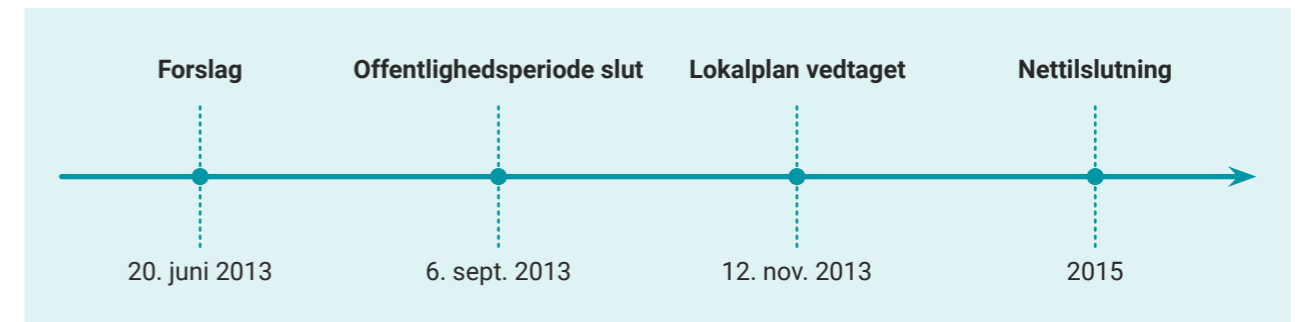 Forslag
Offentlighedsperiode slut
Lokalplan vedtaget
Nettilslutning
20. juni 2013
6. sept. 2013
12. nov. 2013
2015